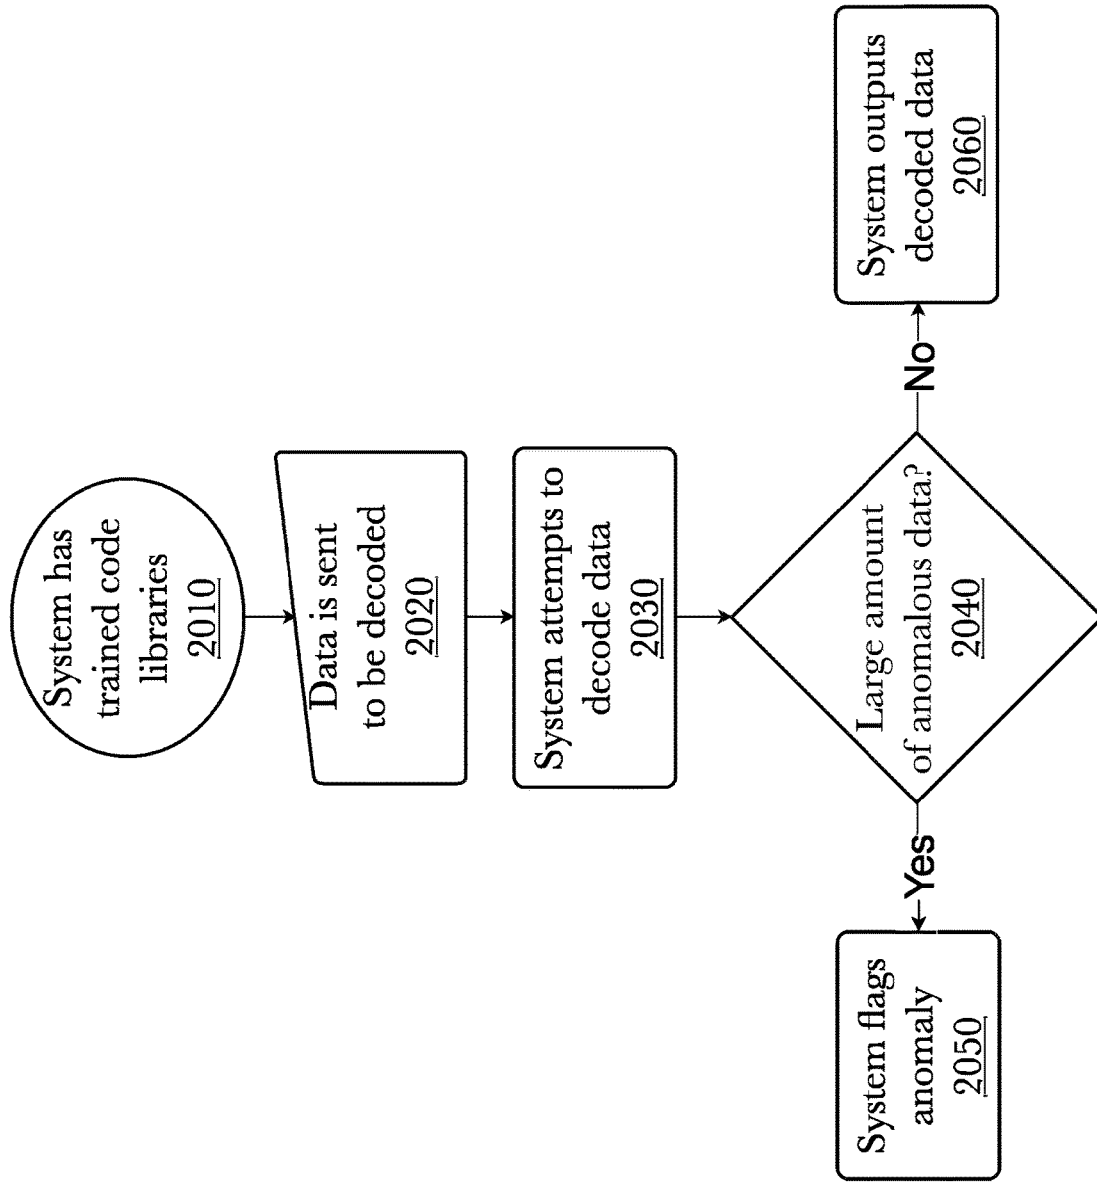 System has
trained code
libraries
2010
Data is sent
to be decoded
2020
System attempts to
decode data
2030
Large amount
of anomalous data?
2040
Yes
No
System flags
anomaly
2050
System outputs
decoded data
2060